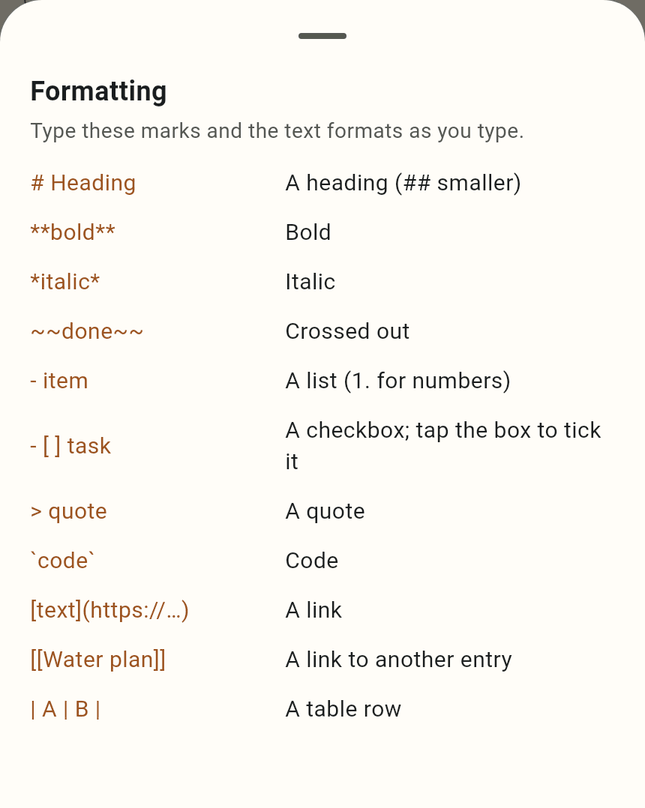 Formatting
Type these marks and the text formats as you type.
# Heading A heading (## smaller)
**bold** Bold
*italic* Italic
~~done~~ Crossed out
- item A list (1. for numbers)
- [ ] task A checkbox; tap the box to tick
it
> quote A quote
`code` Code
[text](https://…) A link
[[Water plan]] A link to another entry
| A | B | A table row